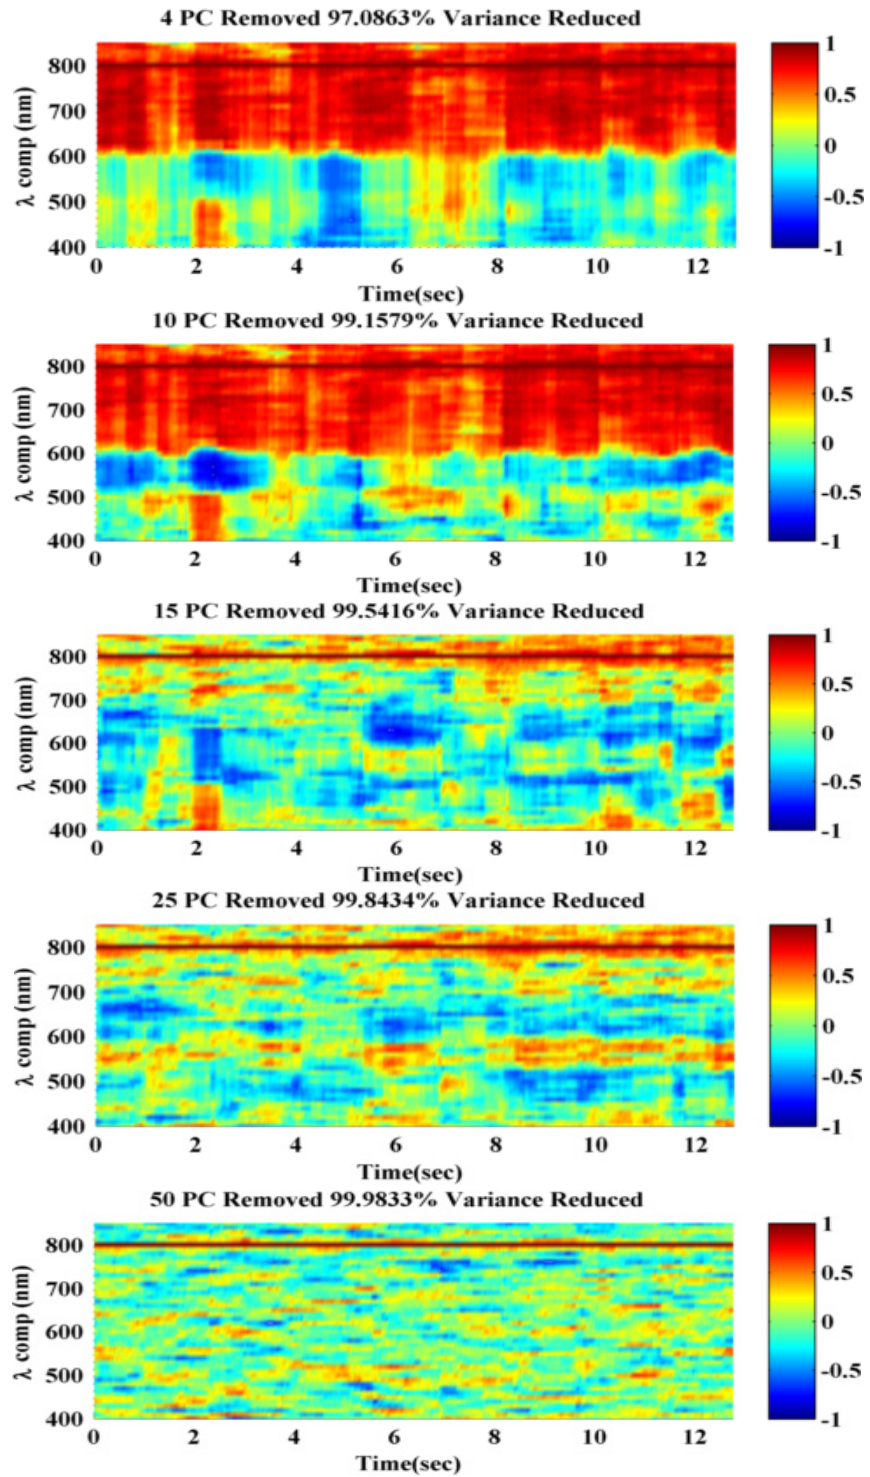 4 PC Removed 97.0863% Variance Reduced
λ comp (nm)
800
700
600
500
400
0 2 4 6 8 10 12
Time(sec)
1
0.5
0
-0.5
-1
10 PC Removed 99.1579% Variance Reduced
λ comp (nm)
800
700
600
500
400
0 2 4 6 8 10 12
Time(sec)
1
0.5
0
-0.5
-1
15 PC Removed 99.5416% Variance Reduced
λ comp (nm)
800
700
600
500
400
0 2 4 6 8 10 12
Time(sec)
1
0.5
0
-0.5
-1
25 PC Removed 99.8434% Variance Reduced
λ comp (nm)
800
700
600
500
400
0 2 4 6 8 10 12
Time(sec)
1
0.5
0
-0.5
-1
50 PC Removed 99.9833% Variance Reduced
λ comp (nm)
800
700
600
500
400
0 2 4 6 8 10 12
Time(sec)
1
0.5
0
-0.5
-1